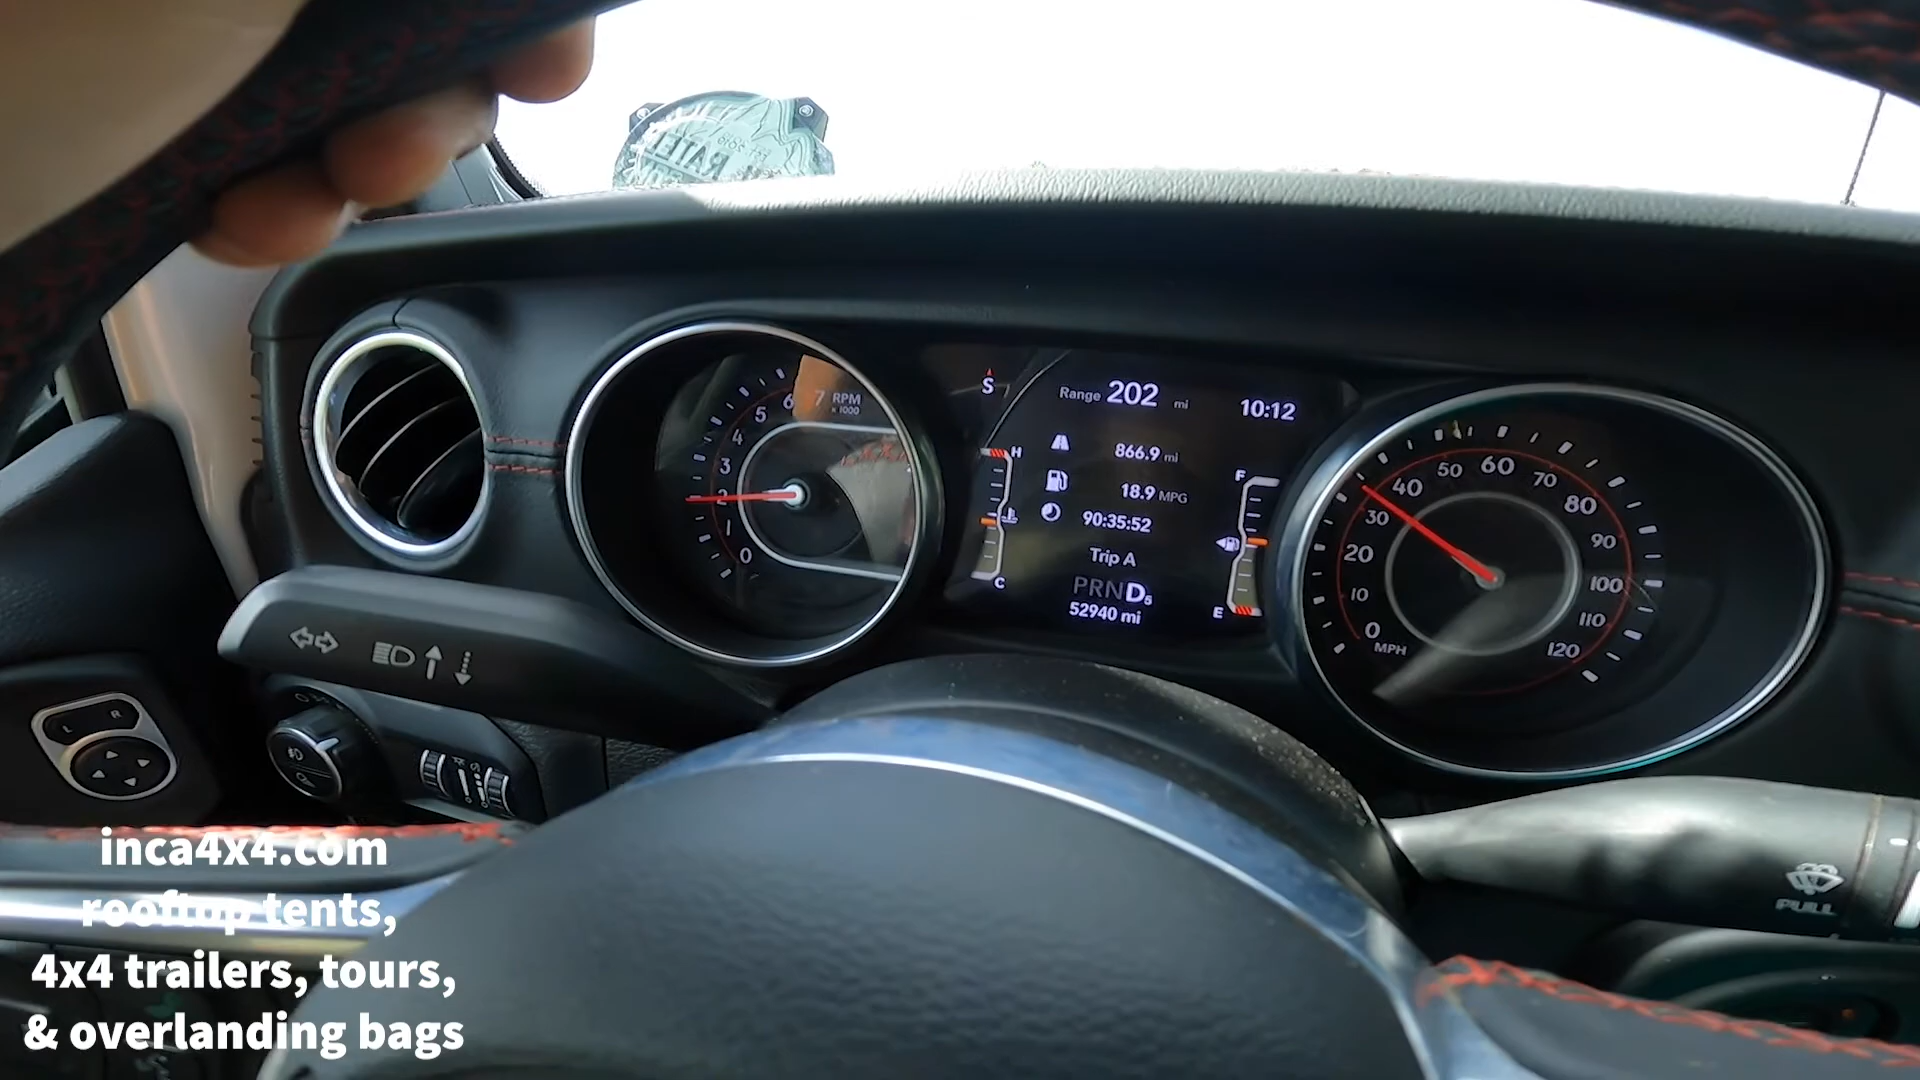 7 RPM
x 1000
6
5
4
3
2
1
0
S
Range 202 mi
10:12
H
866.9 mi
18.9 MPG
90:35:52
Trip A
PRND5
52940 mi
C
F
E
60
50
70
40
80
30
90
20
100
10
110
0
MPH
120
L R
PULL
inca4x4.com
rooftop tents,
4x4 trailers, tours,
& overlanding bags